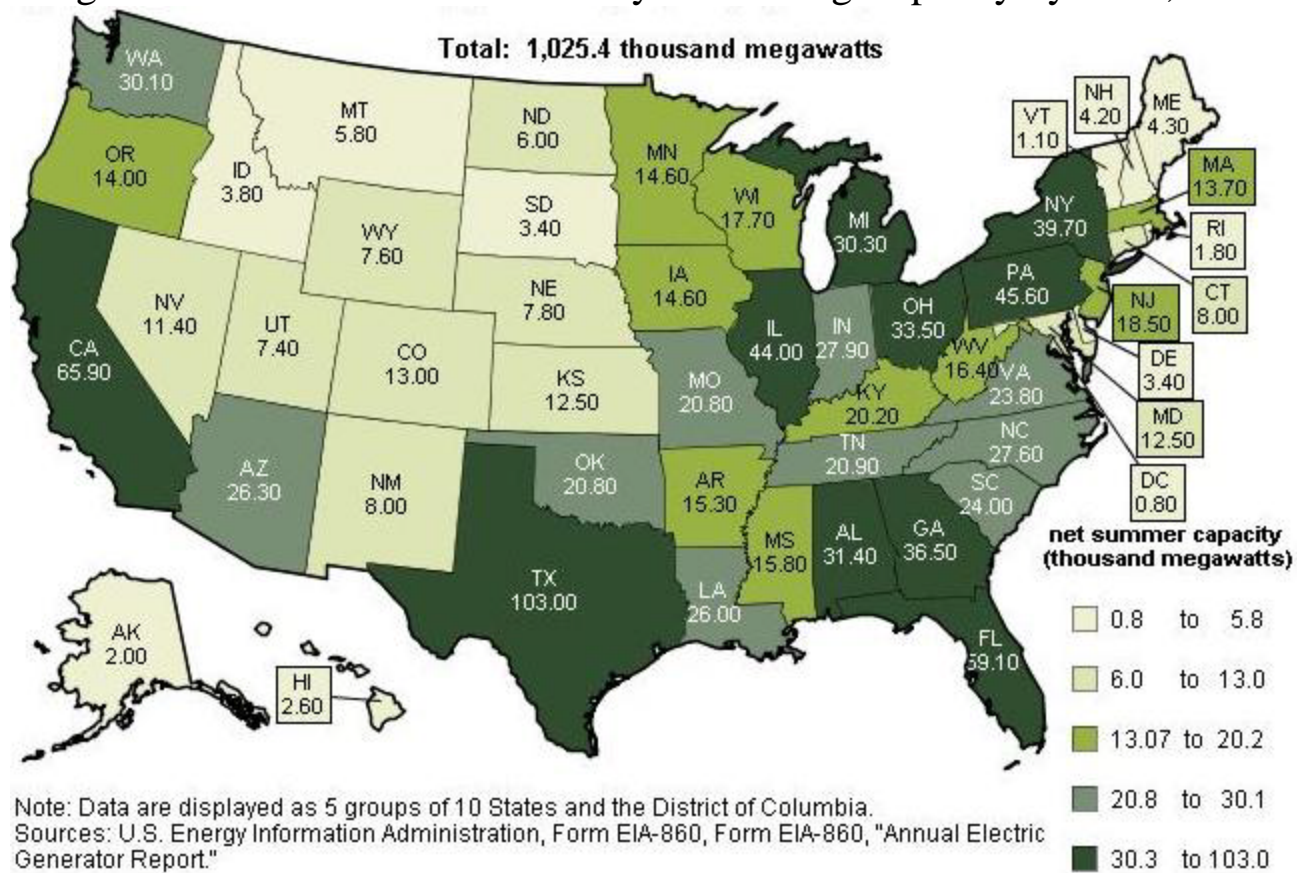 Total: 1,025.4 thousand megawatts
WA
30.10
MT
5.80
ND
6.00
OR
14.00
ID
3.80
MN
14.60
SD
3.40
WI
17.70
WY
7.60
MI
30.30
VT
1.10
NH
4.20
ME
4.30
MA
13.70
NY
39.70
RI
1.80
CT
8.00
PA
45.60
NJ
18.50
NV
11.40
UT
7.40
CA
65.90
CO
13.00
NE
7.80
IA
14.60
IL
44.00
IN
27.90
OH
33.50
WV
16.40
VA
23.80
DE
3.40
MD
12.50
DC
0.80
KS
12.50
MO
20.80
KY
20.20
TN
20.90
NC
27.60
SC
24.00
AZ
26.30
NM
8.00
OK
20.80
AR
15.30
MS
15.80
AL
31.40
GA
36.50
TX
103.00
LA
26.00
FL
59.10
AK
2.00
HI
2.60
net summer capacity
(thousand megawatts)
0.8 to 5.8
6.0 to 13.0
13.07 to 20.2
20.8 to 30.1
30.3 to 103.0
Note: Data are displayed as 5 groups of 10 States and the District of Columbia.
Sources: U.S. Energy Information Administration, Form EIA-860, Form EIA-860, "Annual Electric
Generator Report."